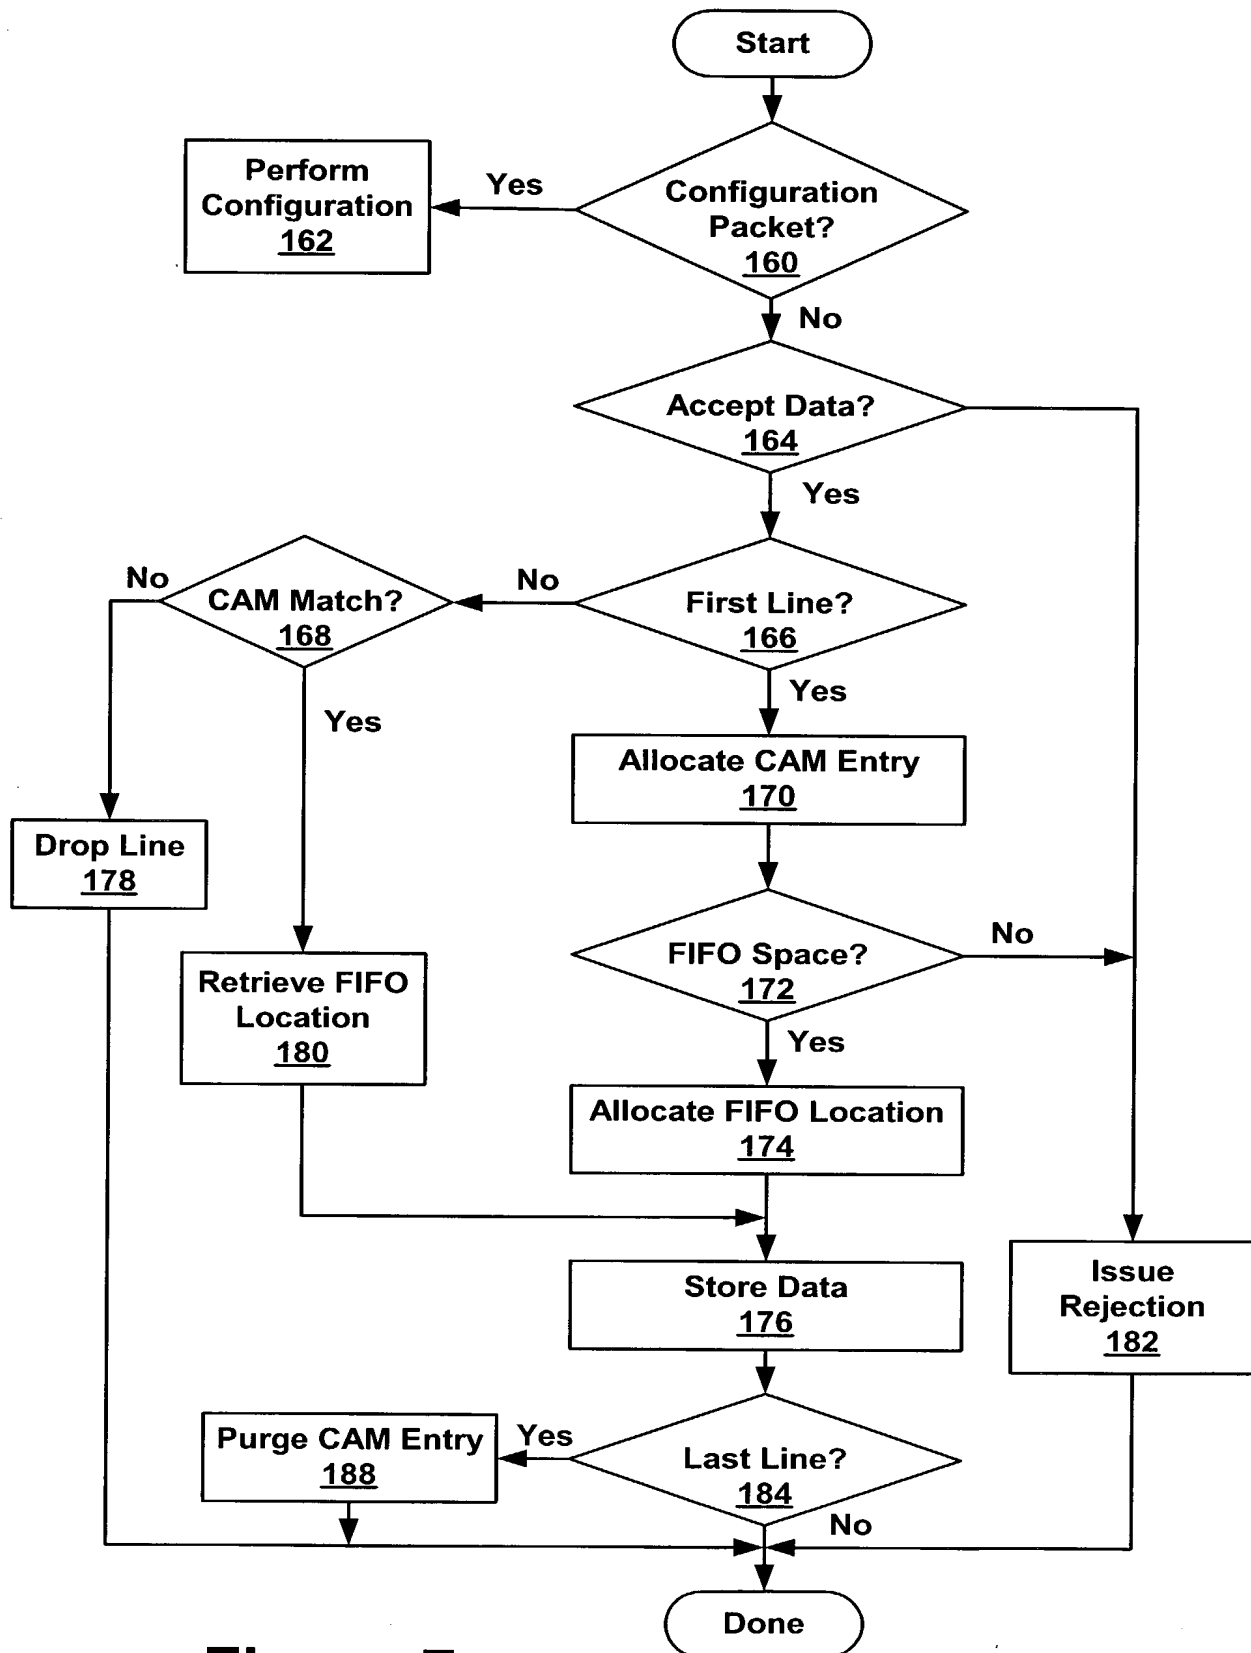 Start
Configuration
Packet?
160
Yes
Perform
Configuration
162
No
Accept Data?
164
Yes
First Line?
166
No
CAM Match?
168
No
Yes
Yes
Allocate CAM Entry
170
Drop Line
178
FIFO Space?
172
No
Retrieve FIFO
Location
180
Yes
Allocate FIFO Location
174
Store Data
176
Issue
Rejection
182
Last Line?
184
Yes
Purge CAM Entry
188
No
Done